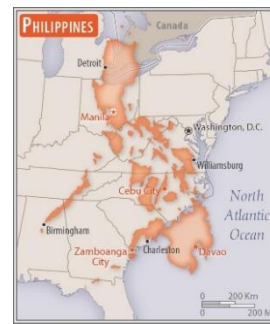 PHILIPPINES
Canada
Detroit
Manila
Washington, D.C.
Williamsburg
Cebu City
North
Atlantic
Ocean
Birmingham
Zamboanga
City
Charleston
Davao
0 200 Km
0 200 M